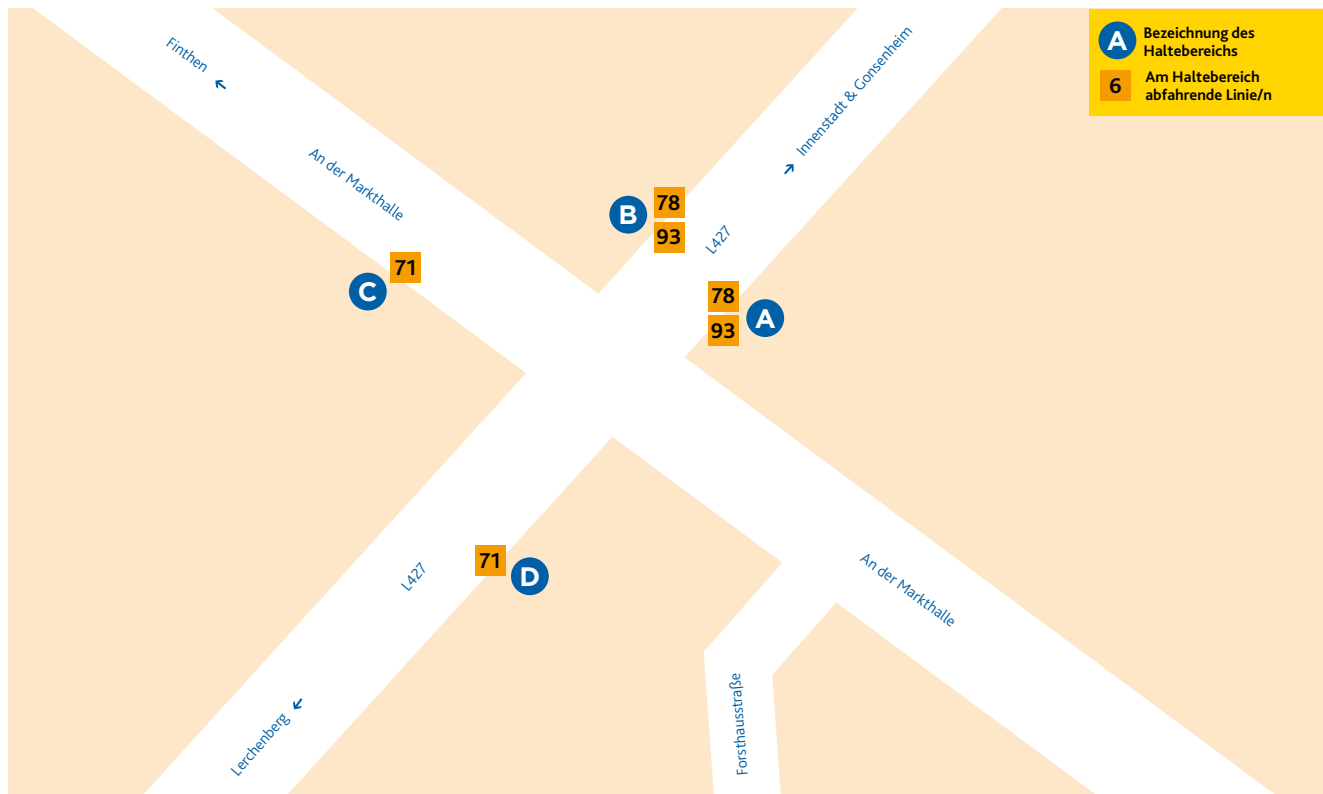 A
Bezeichnung des
Haltebereichs
6
Am Haltebereich
abfahrende Linie/n
Finthen
An der Markthalle
Innenstadt & Gonsenheim
L427
B
78
93
78
93
A
71
C
71
D
L427
An der Markthalle
Lerchenberg
Forsthausstraße